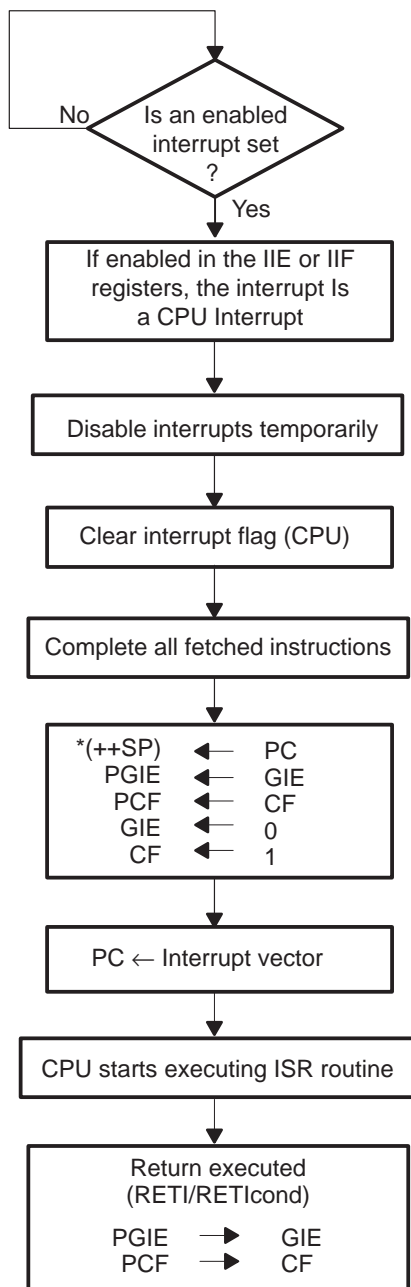 No
Is an enabled
interrupt set
?
Yes
If enabled in the IIE or IIF
registers, the interrupt Is
a CPU Interrupt
Disable interrupts temporarily
Clear interrupt flag (CPU)
Complete all fetched instructions
*(++SP) ← PC
PGIE ← GIE
PCF ← CF
GIE ← 0
CF ← 1
PC ← Interrupt vector
CPU starts executing ISR routine
Return executed
(RETI/RETIcond)
PGIE → GIE
PCF → CF